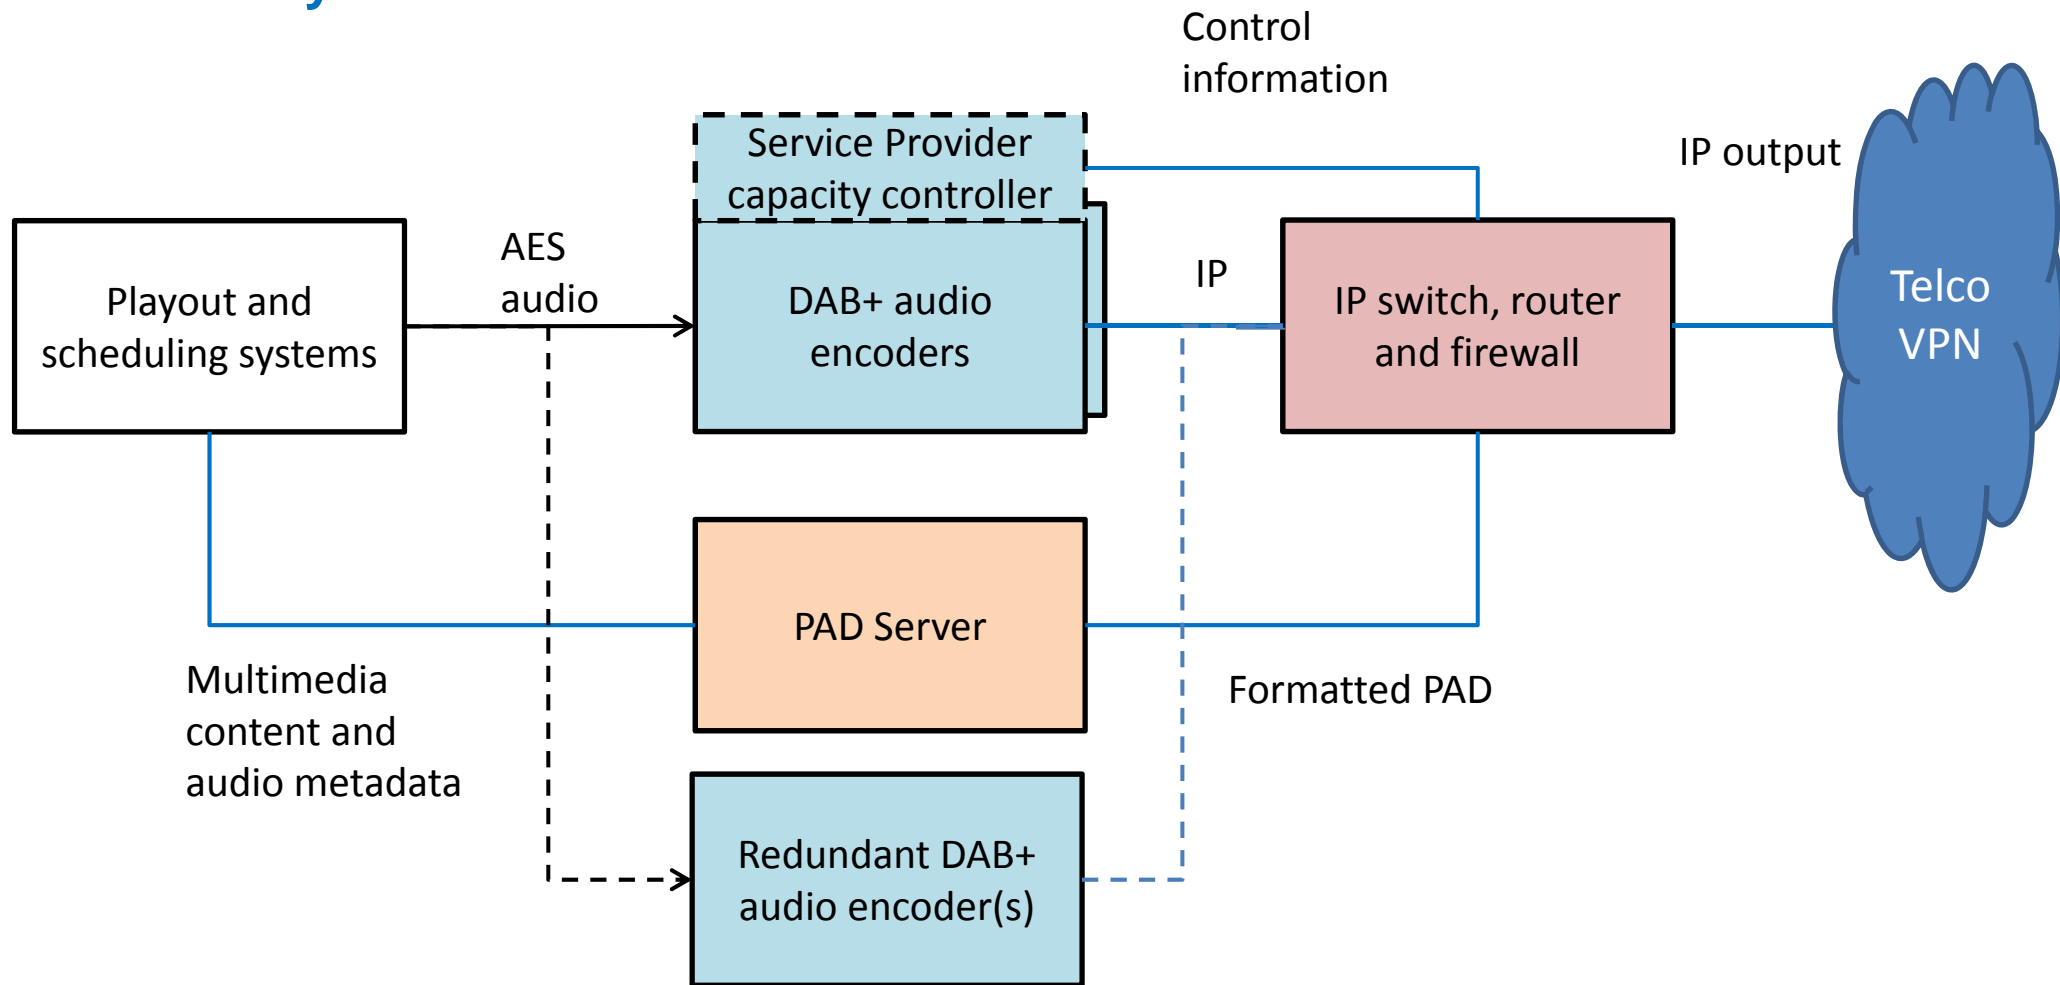 Control
information
Service Provider
capacity controller
IP output
AES
audio
IP
Playout and
scheduling systems
DAB+ audio
encoders
IP switch, router
and firewall
Telco
VPN
PAD Server
Multimedia
content and
audio metadata
Formatted PAD
Redundant DAB+
audio encoder(s)